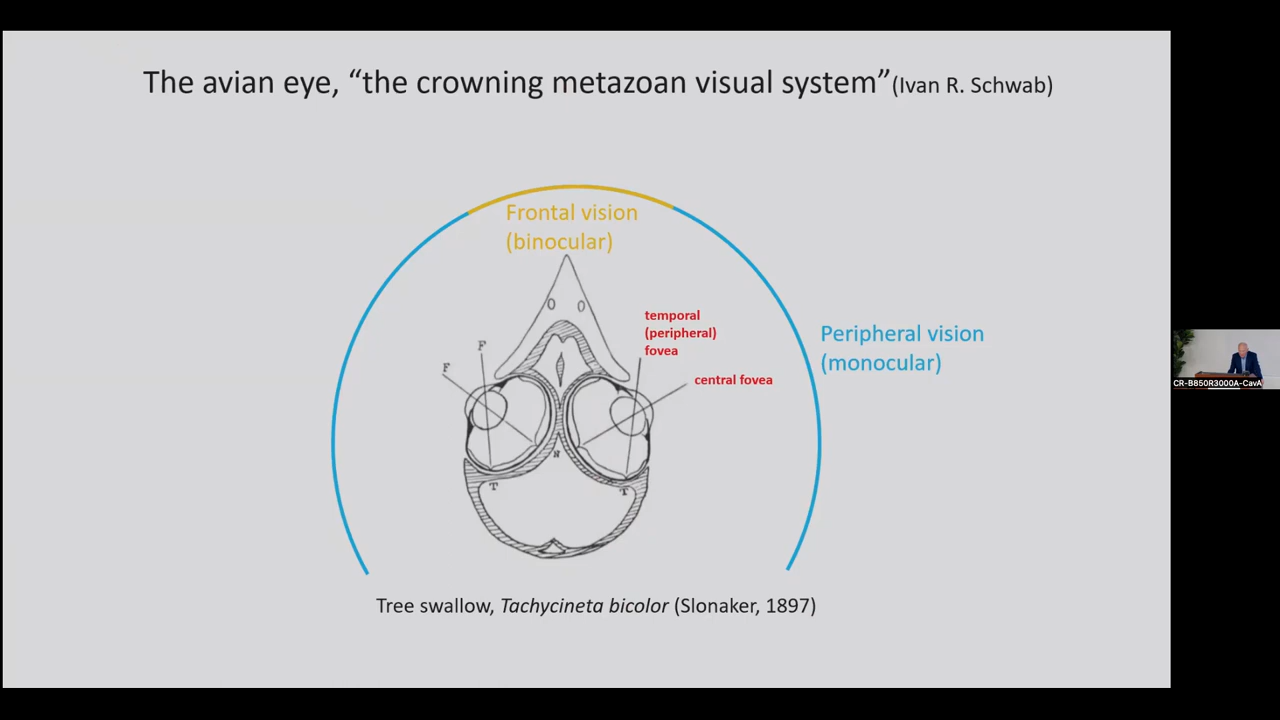 The avian eye, “the crowning metazoan visual system”(Ivan R. Schwab)
Frontal vision
(binocular)
temporal
(peripheral)
fovea
central fovea
Peripheral vision
(monocular)
F
F
N
T
T
Tree swallow, Tachycineta bicolor (Slonaker, 1897)
CR-B850R3000A-CavA